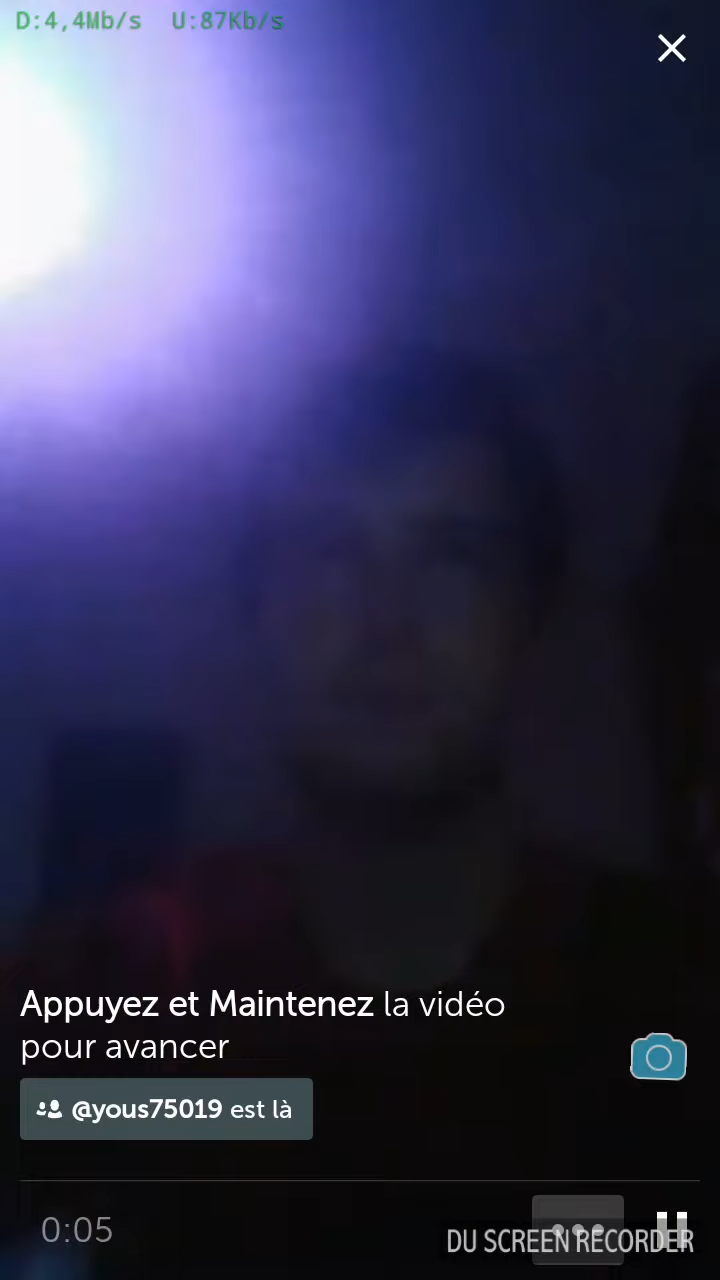 D:4,4Mb/s U:87Kb/s
Appuyez et Maintenez la vidéo
pour avancer
@yous75019 est là
0:05
DU SCREEN RECORDER